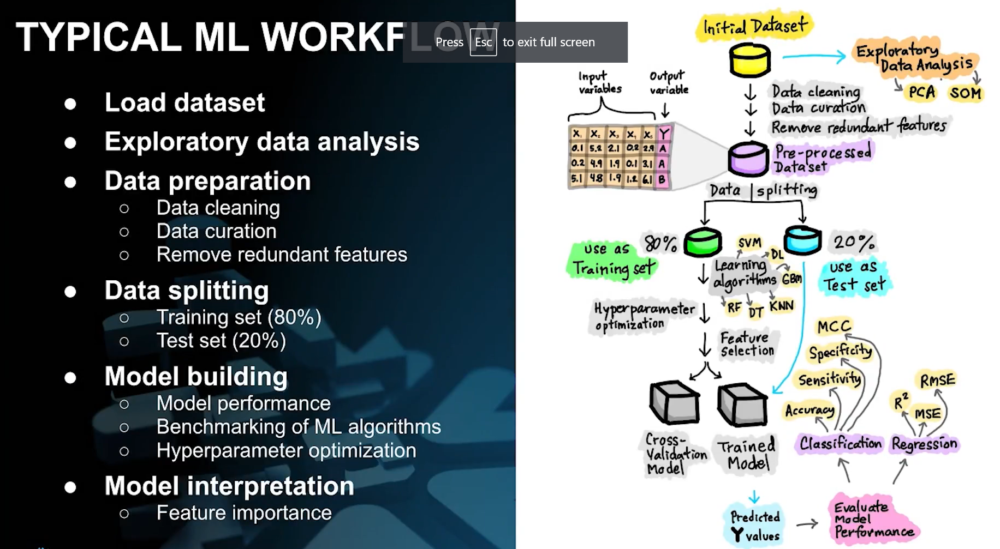 TYPICAL ML WORKFLOW
Press Esc to exit full screen
● Load dataset
● Exploratory data analysis
● Data preparation
○ Data cleaning
○ Data curation
○ Remove redundant features
● Data splitting
○ Training set (80%)
○ Test set (20%)
● Model building
○ Model performance
○ Benchmarking of ML algorithms
○ Hyperparameter optimization
● Model interpretation
○ Feature importance
Initial Dataset
Exploratory
Data Analysis
PCA SOM
Data cleaning
Data curation
Remove redundant features
Input
variables
Output
variable
X₁ X₂ X₃ X₄ X₅ Y
0.1 5.2 2.1 0.2 2.9 A
0.2 4.9 1.9 0.1 3.1 A
5.1 4.8 1.9 1.2 6.1 B
Pre-processed
Dataset
Data splitting
80%
use as
Training set
20%
use as
Test set
Learning
algorithms
SVM
DL
GBm
RF
DT
KNN
Hyperparameter
optimization
Feature
Selection
Cross-
Validation
Model
Trained
Model
MCC
Specificity
Sensitivity
Accuracy
Classification
RMSE
R²
MSE
Regression
Predicted
Y values
Evaluate
Model
Performance